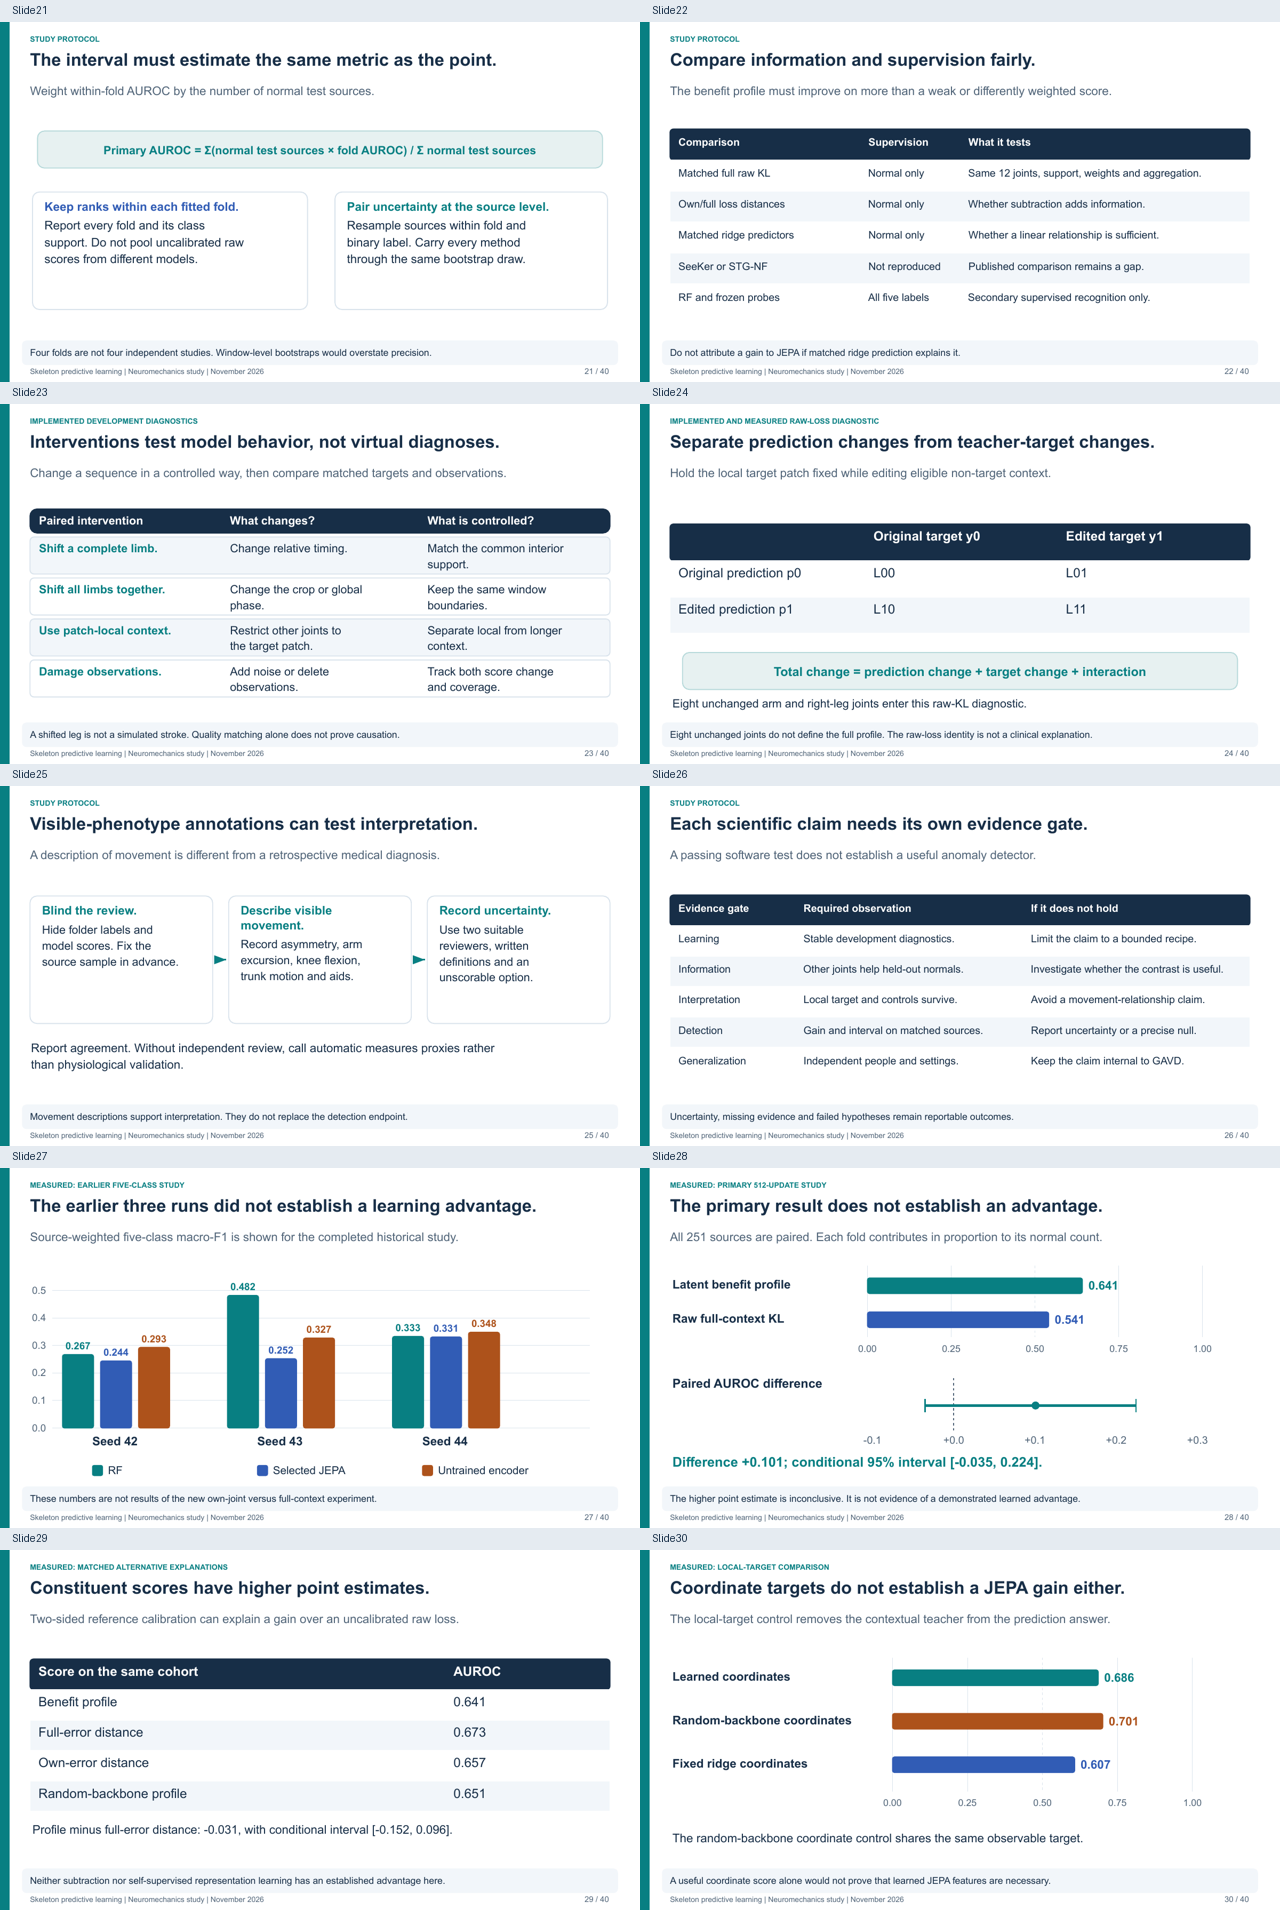 Slide21
STUDY PROTOCOL
The interval must estimate the same metric as the point.
Weight within-fold AUROC by the number of normal test sources.
Primary AUROC = Σ(normal test sources × fold AUROC) / Σ normal test sources
Keep ranks within each fitted fold.
Report every fold and its class
support. Do not pool uncalibrated raw
scores from different models.
Pair uncertainty at the source level.
Resample sources within fold and
binary label. Carry every method
through the same bootstrap draw.
Four folds are not four independent studies. Window-level bootstraps would overstate precision.
Skeleton predictive learning | Neuromechanics study | November 2026
21 / 40
Slide22
STUDY PROTOCOL
Compare information and supervision fairly.
The benefit profile must improve on more than a weak or differently weighted score.
Comparison Supervision What it tests
Matched full raw KL Normal only Same 12 joints, support, weights and aggregation.
Own/full loss distances Normal only Whether subtraction adds information.
Matched ridge predictors Normal only Whether a linear relationship is sufficient.
SeeKer or STG-NF Not reproduced Published comparison remains a gap.
RF and frozen probes All five labels Secondary supervised recognition only.
Do not attribute a gain to JEPA if matched ridge prediction explains it.
Skeleton predictive learning | Neuromechanics study | November 2026
22 / 40
Slide23
IMPLEMENTED DEVELOPMENT DIAGNOSTICS
Interventions test model behavior, not virtual diagnoses.
Change a sequence in a controlled way, then compare matched targets and observations.
Paired intervention What changes? What is controlled?
Shift a complete limb. Change relative timing. Match the common interior
support.
Shift all limbs together. Change the crop or global Keep the same window
phase. boundaries.
Use patch-local context. Restrict other joints to Separate local from longer
the target patch. context.
Damage observations. Add noise or delete Track both score change
observations. and coverage.
A shifted leg is not a simulated stroke. Quality matching alone does not prove causation.
Skeleton predictive learning | Neuromechanics study | November 2026
23 / 40
Slide24
IMPLEMENTED AND MEASURED RAW-LOSS DIAGNOSTIC
Separate prediction changes from teacher-target changes.
Hold the local target patch fixed while editing eligible non-target context.
Original target y0 Edited target y1
Original prediction p0 L00 L01
Edited prediction p1 L10 L11
Total change = prediction change + target change + interaction
Eight unchanged arm and right-leg joints enter this raw-KL diagnostic.
Eight unchanged joints do not define the full profile. The raw-loss identity is not a clinical explanation.
Skeleton predictive learning | Neuromechanics study | November 2026
24 / 40
Slide25
STUDY PROTOCOL
Visible-phenotype annotations can test interpretation.
A description of movement is different from a retrospective medical diagnosis.
Blind the review.
Hide folder labels and
model scores. Fix the
source sample in advance.
Describe visible
movement.
Record asymmetry, arm
excursion, knee flexion,
trunk motion and aids.
Record uncertainty.
Use two suitable
reviewers, written
definitions and an
unscorable option.
Report agreement. Without independent review, call automatic measures proxies rather
than physiological validation.
Movement descriptions support interpretation. They do not replace the detection endpoint.
Skeleton predictive learning | Neuromechanics study | November 2026
25 / 40
Slide26
STUDY PROTOCOL
Each scientific claim needs its own evidence gate.
A passing software test does not establish a useful anomaly detector.
Evidence gate Required observation If it does not hold
Learning Stable development diagnostics. Limit the claim to a bounded recipe.
Information Other joints help held-out normals. Investigate whether the contrast is useful.
Interpretation Local target and controls survive. Avoid a movement-relationship claim.
Detection Gain and interval on matched sources. Report uncertainty or a precise null.
Generalization Independent people and settings. Keep the claim internal to GAVD.
Uncertainty, missing evidence and failed hypotheses remain reportable outcomes.
Skeleton predictive learning | Neuromechanics study | November 2026
26 / 40
Slide27
MEASURED: EARLIER FIVE-CLASS STUDY
The earlier three runs did not establish a learning advantage.
Source-weighted five-class macro-F1 is shown for the completed historical study.
0.5
0.4
0.3
0.2
0.1
0.0
0.267
0.244
0.293
0.482
0.252
0.327
0.333
0.331
0.348
Seed 42 Seed 43 Seed 44
RF Selected JEPA Untrained encoder
These numbers are not results of the new own-joint versus full-context experiment.
Skeleton predictive learning | Neuromechanics study | November 2026
27 / 40
Slide28
MEASURED: PRIMARY 512-UPDATE STUDY
The primary result does not establish an advantage.
All 251 sources are paired. Each fold contributes in proportion to its normal count.
Latent benefit profile 0.641
Raw full-context KL 0.541
0.00 0.25 0.50 0.75 1.00
Paired AUROC difference
-0.1 +0.0 +0.1 +0.2 +0.3
Difference +0.101; conditional 95% interval [-0.035, 0.224].
The higher point estimate is inconclusive. It is not evidence of a demonstrated learned advantage.
Skeleton predictive learning | Neuromechanics study | November 2026
28 / 40
Slide29
MEASURED: MATCHED ALTERNATIVE EXPLANATIONS
Constituent scores have higher point estimates.
Two-sided reference calibration can explain a gain over an uncalibrated raw loss.
Score on the same cohort AUROC
Benefit profile 0.641
Full-error distance 0.673
Own-error distance 0.657
Random-backbone profile 0.651
Profile minus full-error distance: -0.031, with conditional interval [-0.152, 0.096].
Neither subtraction nor self-supervised representation learning has an established advantage here.
Skeleton predictive learning | Neuromechanics study | November 2026
29 / 40
Slide30
MEASURED: LOCAL-TARGET COMPARISON
Coordinate targets do not establish a JEPA gain either.
The local-target control removes the contextual teacher from the prediction answer.
Learned coordinates 0.686
Random-backbone coordinates 0.701
Fixed ridge coordinates 0.607
0.00 0.25 0.50 0.75 1.00
The random-backbone coordinate control shares the same observable target.
A useful coordinate score alone would not prove that learned JEPA features are necessary.
Skeleton predictive learning | Neuromechanics study | November 2026
30 / 40